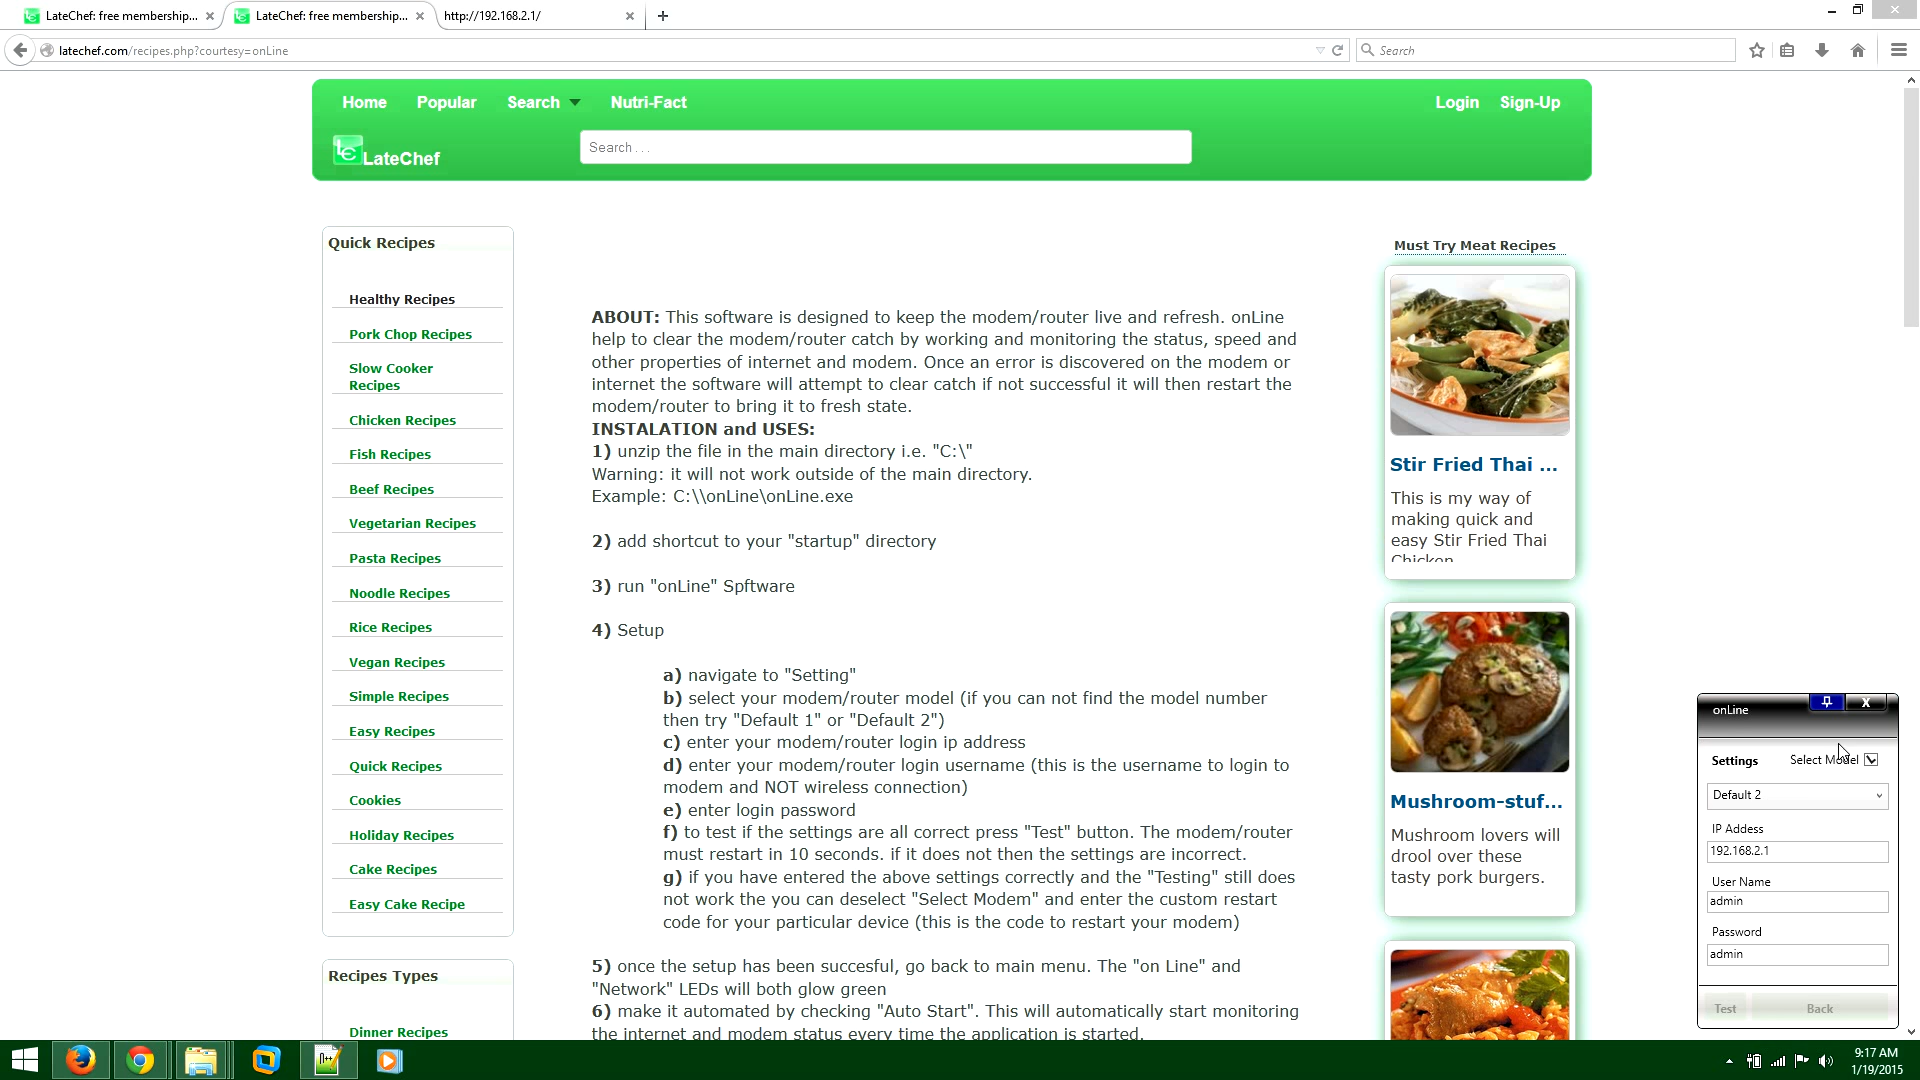 LateChef: free membership...
LateChef: free membership...
http://192.168.2.1/
latechef.com/recipes.php?courtesy=onLine
Search
Home
Popular
Search
Nutri-Fact
Login
Sign-Up
LC LateChef
Search . . .
Quick Recipes
Healthy Recipes
Pork Chop Recipes
Slow Cooker
Recipes
Chicken Recipes
Fish Recipes
Beef Recipes
Vegetarian Recipes
Pasta Recipes
Noodle Recipes
Rice Recipes
Vegan Recipes
Simple Recipes
Easy Recipes
Quick Recipes
Cookies
Holiday Recipes
Cake Recipes
Easy Cake Recipe
Recipes Types
Dinner Recipes
ABOUT: This software is designed to keep the modem/router live and refresh. onLine
help to clear the modem/router catch by working and monitoring the status, speed and
other properties of internet and modem. Once an error is discovered on the modem or
internet the software will attempt to clear catch if not successful it will then restart the
modem/router to bring it to fresh state.
INSTALATION and USES:
1) unzip the file in the main directory i.e. "C:\"
Warning: it will not work outside of the main directory.
Example: C:\\onLine\onLine.exe
2) add shortcut to your "startup" directory
3) run "onLine" Spftware
4) Setup
a) navigate to "Setting"
b) select your modem/router model (if you can not find the model number
then try "Default 1" or "Default 2")
c) enter your modem/router login ip address
d) enter your modem/router login username (this is the username to login to
modem and NOT wireless connection)
e) enter login password
f) to test if the settings are all correct press "Test" button. The modem/router
must restart in 10 seconds. if it does not then the settings are incorrect.
g) if you have entered the above settings correctly and the "Testing" still does
not work the you can deselect "Select Modem" and enter the custom restart
code for your particular device (this is the code to restart your modem)
5) once the setup has been succesful, go back to main menu. The "on Line" and
"Network" LEDs will both glow green
6) make it automated by checking "Auto Start". This will automatically start monitoring
the internet and modem status every time the application is started.
Must Try Meat Recipes
Stir Fried Thai ...
This is my way of
making quick and
easy Stir Fried Thai
Chicken
Mushroom-stuf...
Mushroom lovers will
drool over these
tasty pork burgers.
onLine
X
Settings
Select Model
Default 2
IP Addess
192.168.2.1
User Name
admin
Password
admin
Test
Back
9:17 AM
1/19/2015